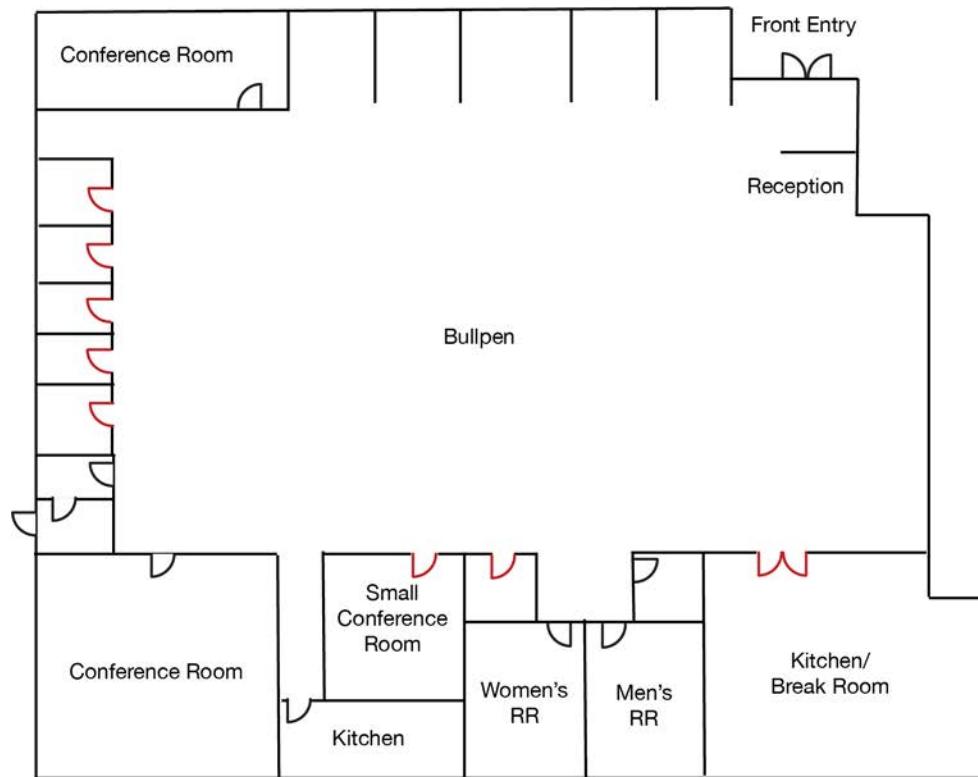 Front Entry
Conference Room
Reception
Bullpen
Small
Conference
Room
Conference Room
Kitchen/
Break Room
Women's
RR
Men's
RR
Kitchen